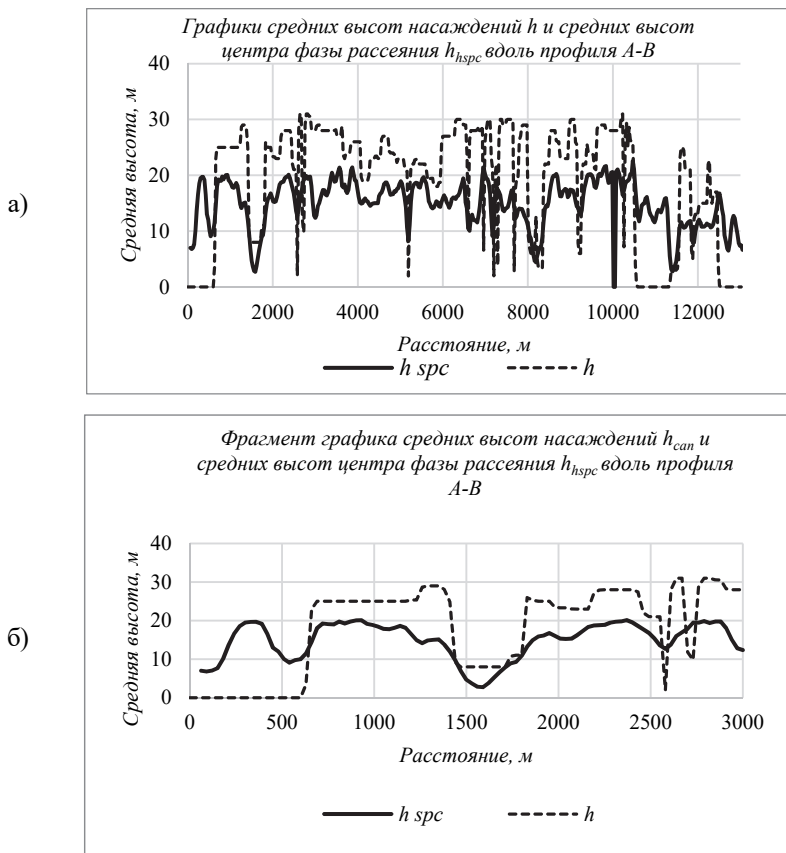 а)
Графики средних высот насаждений h и средних высот
центра фазы рассеяния hhspc вдоль профиля А-В
Средняя высота, м
40
30
20
10
0
0 2000 4000 6000 8000 10000 12000
Расстояние, м
h spc h
б)
Фрагмент графика средних высот насаждений hcan и
средних высот центра фазы рассеяния hhspc вдоль профиля
А-В
Средняя высота, м
40
30
20
10
0
0 500 1000 1500 2000 2500 3000
Расстояние, м
h spc h